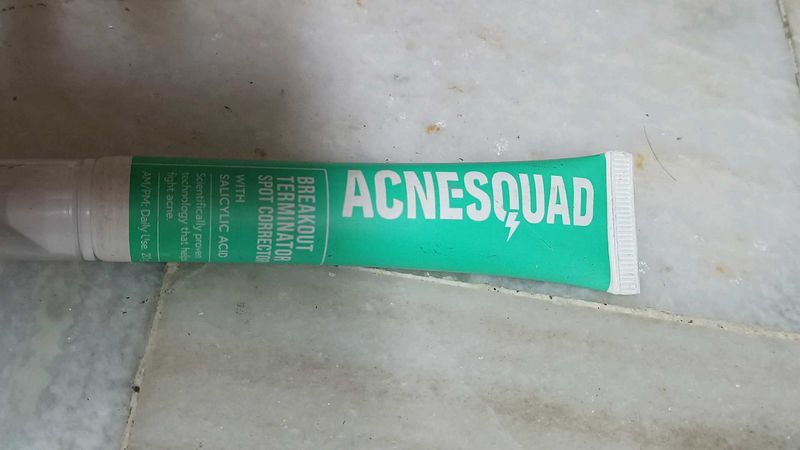 ACNESQUAD
BREAKOUT
TERMINATOR
SPOT CORRECTOR
WITH
SALICYLIC ACID
Scientifically proven
technology that helps
fight acne.
AM/PM: Daily Use.